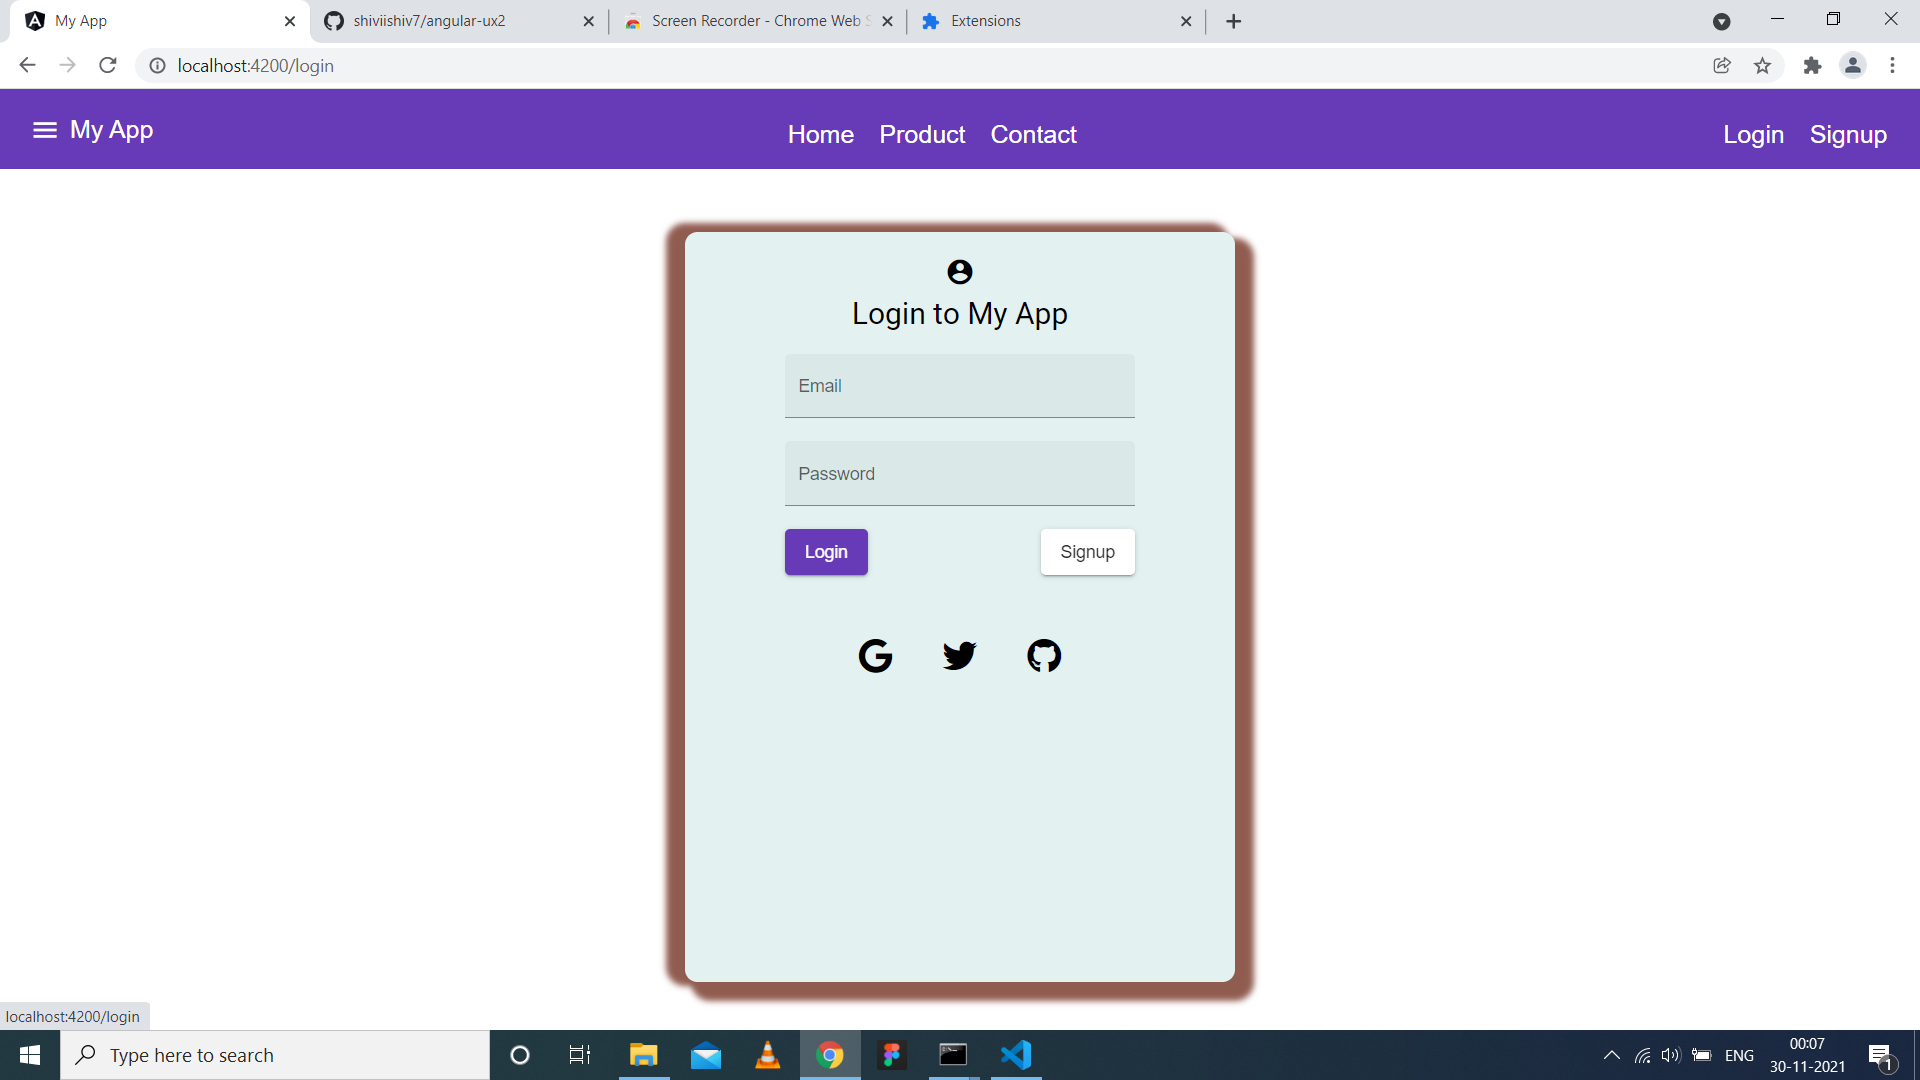 My App
shiviishiv7/angular-ux2
Screen Recorder - Chrome Web S
Extensions
localhost:4200/login
My App
Home Product Contact
Login Signup
Login to My App
Email
Password
Login
Signup
localhost:4200/login
Type here to search
ENG
00:07
30-11-2021
1